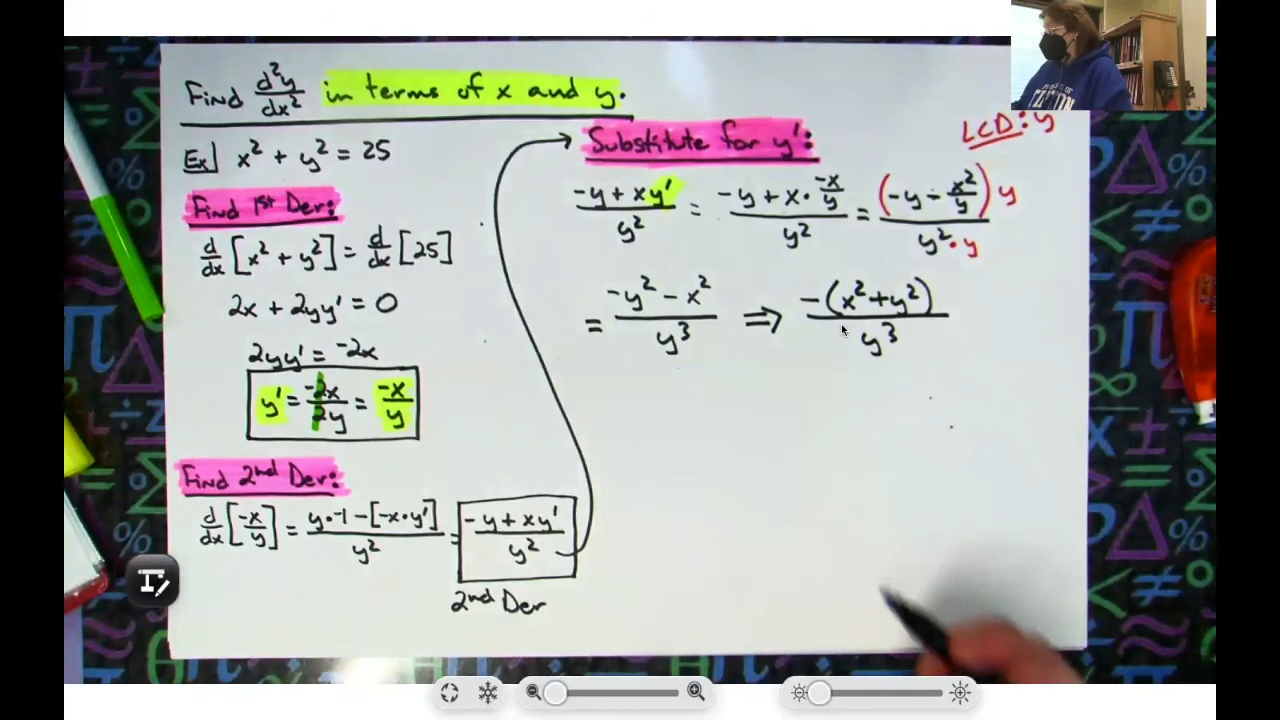 Find d²y/dx² in terms of x and y.
Ex] x² + y² = 25
Find 1st Der:
d/dx [x² + y²] = d/dx [25]
2x + 2yy' = 0
2yy' = -2x
y' = -2x/2y = -x/y
Find 2nd Der:
d/dx [-x/y] = y·-1 - [-x·y']/y² = -y + xy'/y²
2nd Der
LCD: y
Substitute for y':
-y + xy'/y² = -y + x·-x/y/y² = (-y - x²/y) y/y²·y
= -y² - x²/y³ ⇒ -(x² + y²)/y³